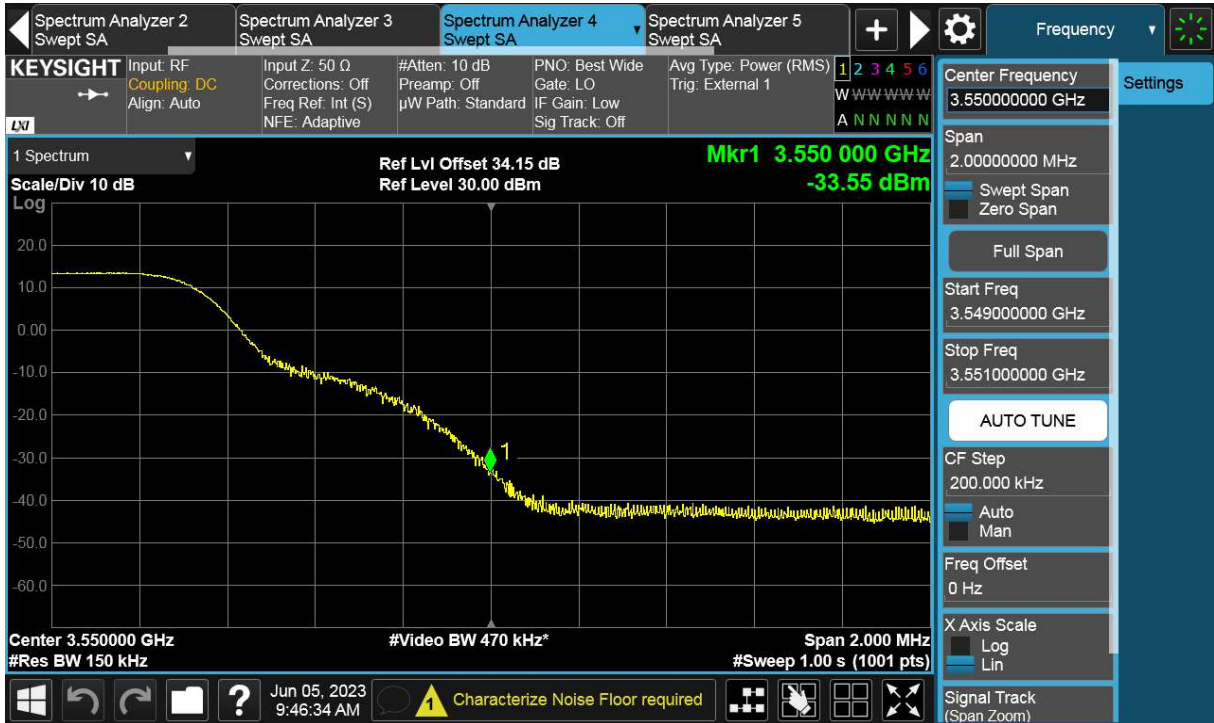 Spectrum Analyzer 2
Swept SA
Spectrum Analyzer 3
Swept SA
Spectrum Analyzer 4
Swept SA
Spectrum Analyzer 5
Swept SA
+
Frequency
KEYSIGHT
LXI
Input: RF
Coupling: DC
Align: Auto
Input Z: 50 Ω
Corrections: Off
Freq Ref: Int (S)
NFE: Adaptive
#Atten: 10 dB
Preamp: Off
µW Path: Standard
PNO: Best Wide
Gate: LO
IF Gain: Low
Sig Track: Off
Avg Type: Power (RMS)
Trig: External 1
1 2 3 4 5 6
W W W W W W
A N N N N N
1 Spectrum
Scale/Div 10 dB
Log
Ref Lvl Offset 34.15 dB
Ref Level 30.00 dBm
Mkr1 3.550 000 GHz
-33.55 dBm
20.0
10.0
0.00
-10.0
-20.0
-30.0
-40.0
-50.0
-60.0
1
Center 3.550000 GHz
#Res BW 150 kHz
#Video BW 470 kHz*
Span 2.000 MHz
#Sweep 1.00 s (1001 pts)
Center Frequency
3.550000000 GHz
Settings
Span
2.00000000 MHz
Swept Span
Zero Span
Full Span
Start Freq
3.549000000 GHz
Stop Freq
3.551000000 GHz
AUTO TUNE
CF Step
200.000 kHz
Auto
Man
Freq Offset
0 Hz
X Axis Scale
Log
Lin
Signal Track
(Span Zoom)
?
Jun 05, 2023
9:46:34 AM
1
Characterize Noise Floor required